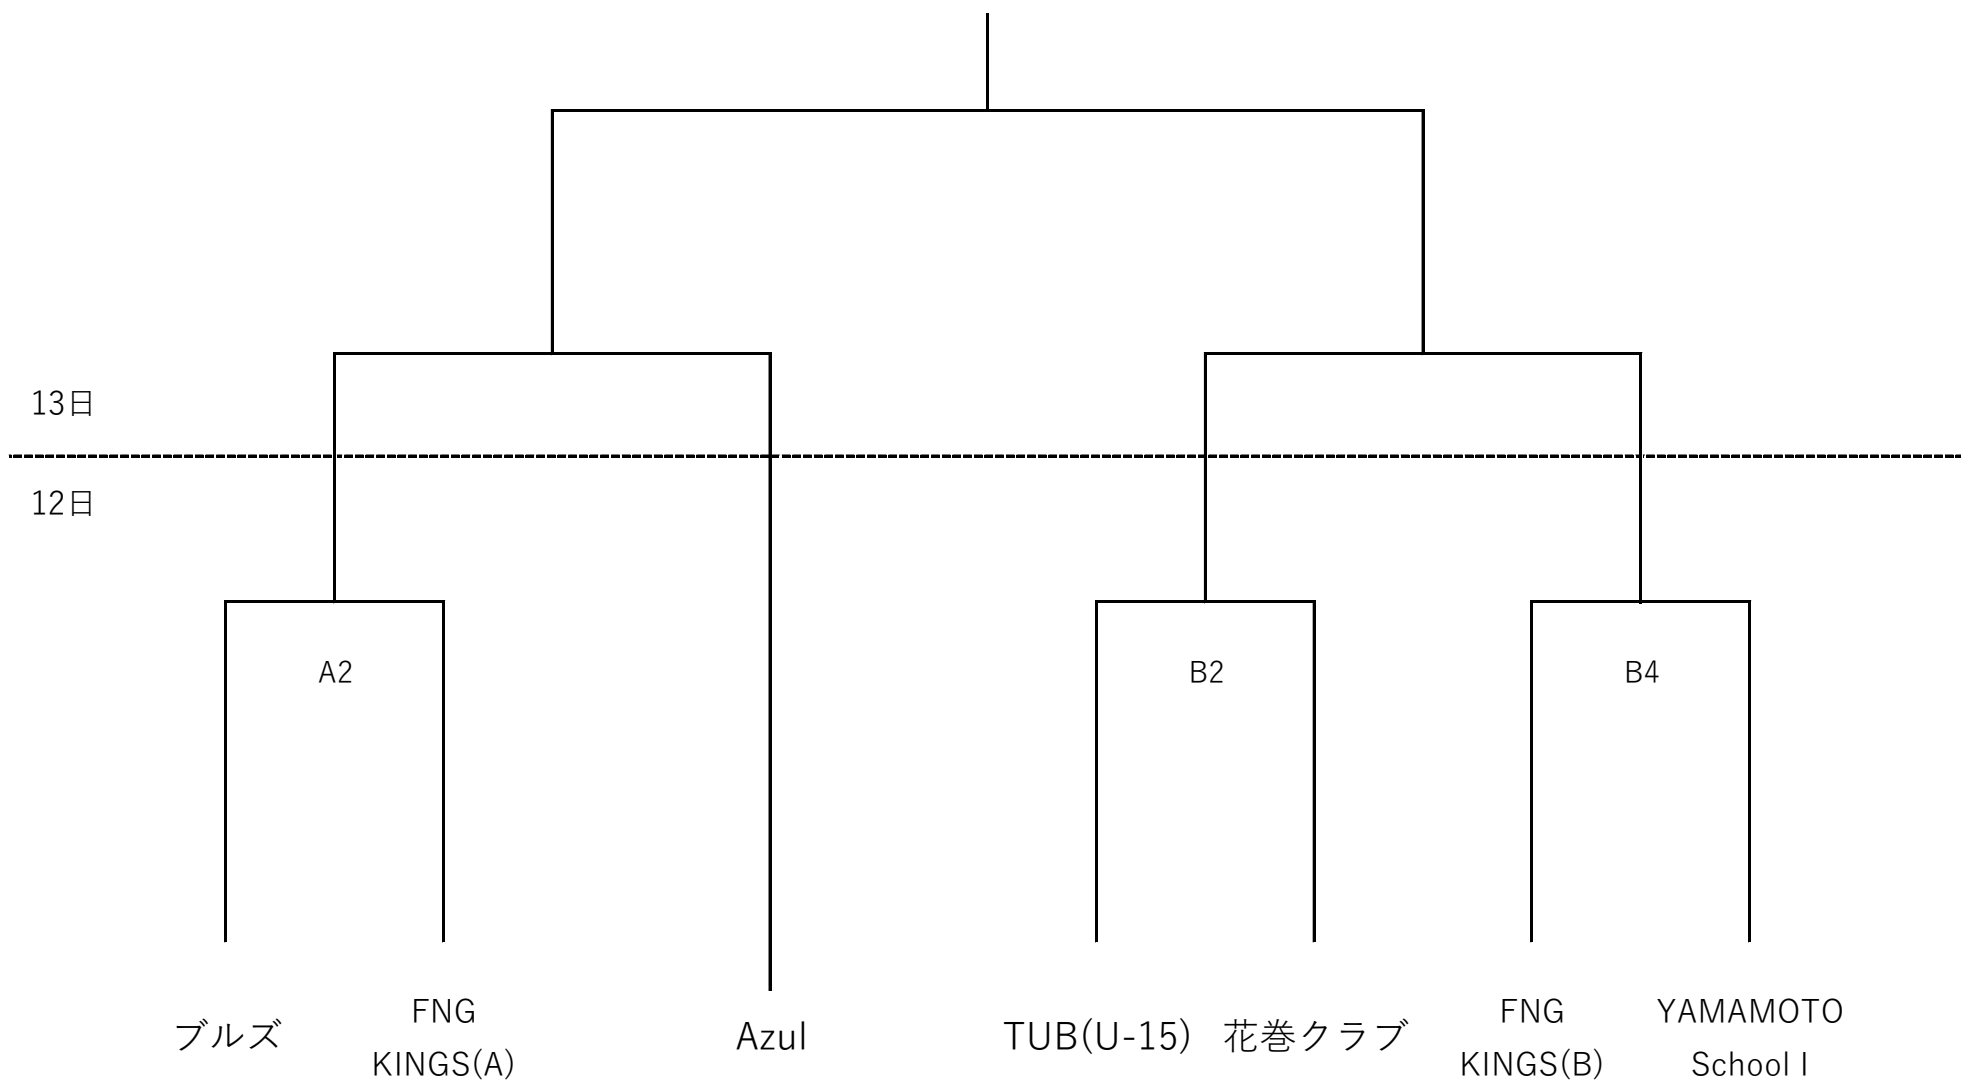 13日
12日
A2
B2
B4
ブルズ
FNG
KINGS(A)
Azul
TUB(U-15)
花巻クラブ
FNG
KINGS(B)
YAMAMOTO
School I